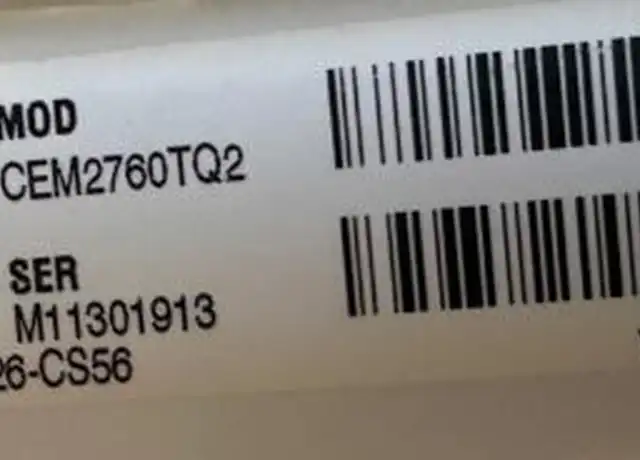 MOD
CEM2760TQ2
SER
M11301913
26-CS56